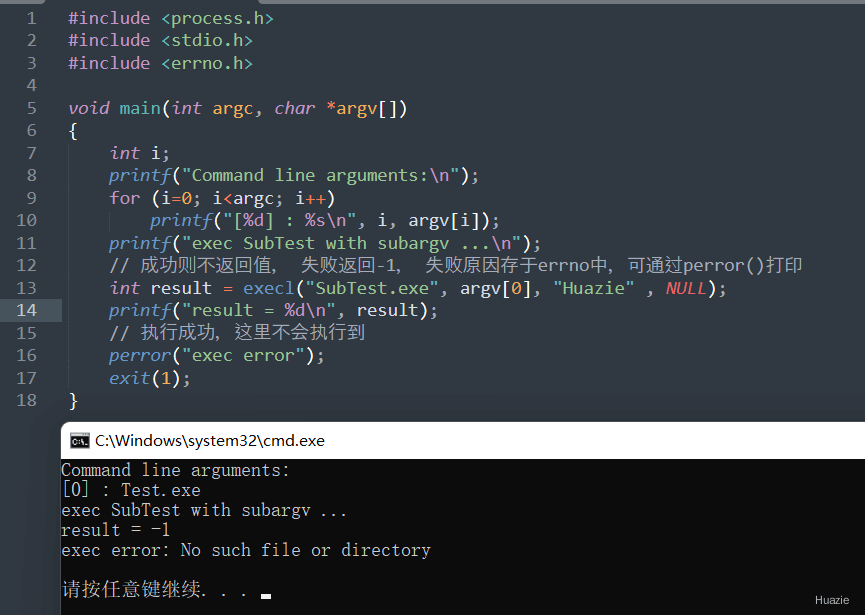 1 #include <process.h>
2 #include <stdio.h>
3 #include <errno.h>
4
5 void main(int argc, char *argv[])
6 {
7 int i;
8 printf("Command line arguments:\n");
9 for (i=0; i<argc; i++)
10 printf("[%d] : %s\n", i, argv[i]);
11 printf("exec SubTest with subargv ...\n");
12 // 成功则不返回值, 失败返回-1, 失败原因存于errno中, 可通过perror()打印
13 int result = execl("SubTest.exe", argv[0], "Huazie" , NULL);
14 printf("result = %d\n", result);
15 // 执行成功, 这里不会执行到
16 perror("exec error");
17 exit(1);
18 }
C:\Windows\system32\cmd.exe
Command line arguments:
[0] : Test.exe
exec SubTest with subargv ...
result = -1
exec error: No such file or directory
请按任意键继续. . .
Huazie